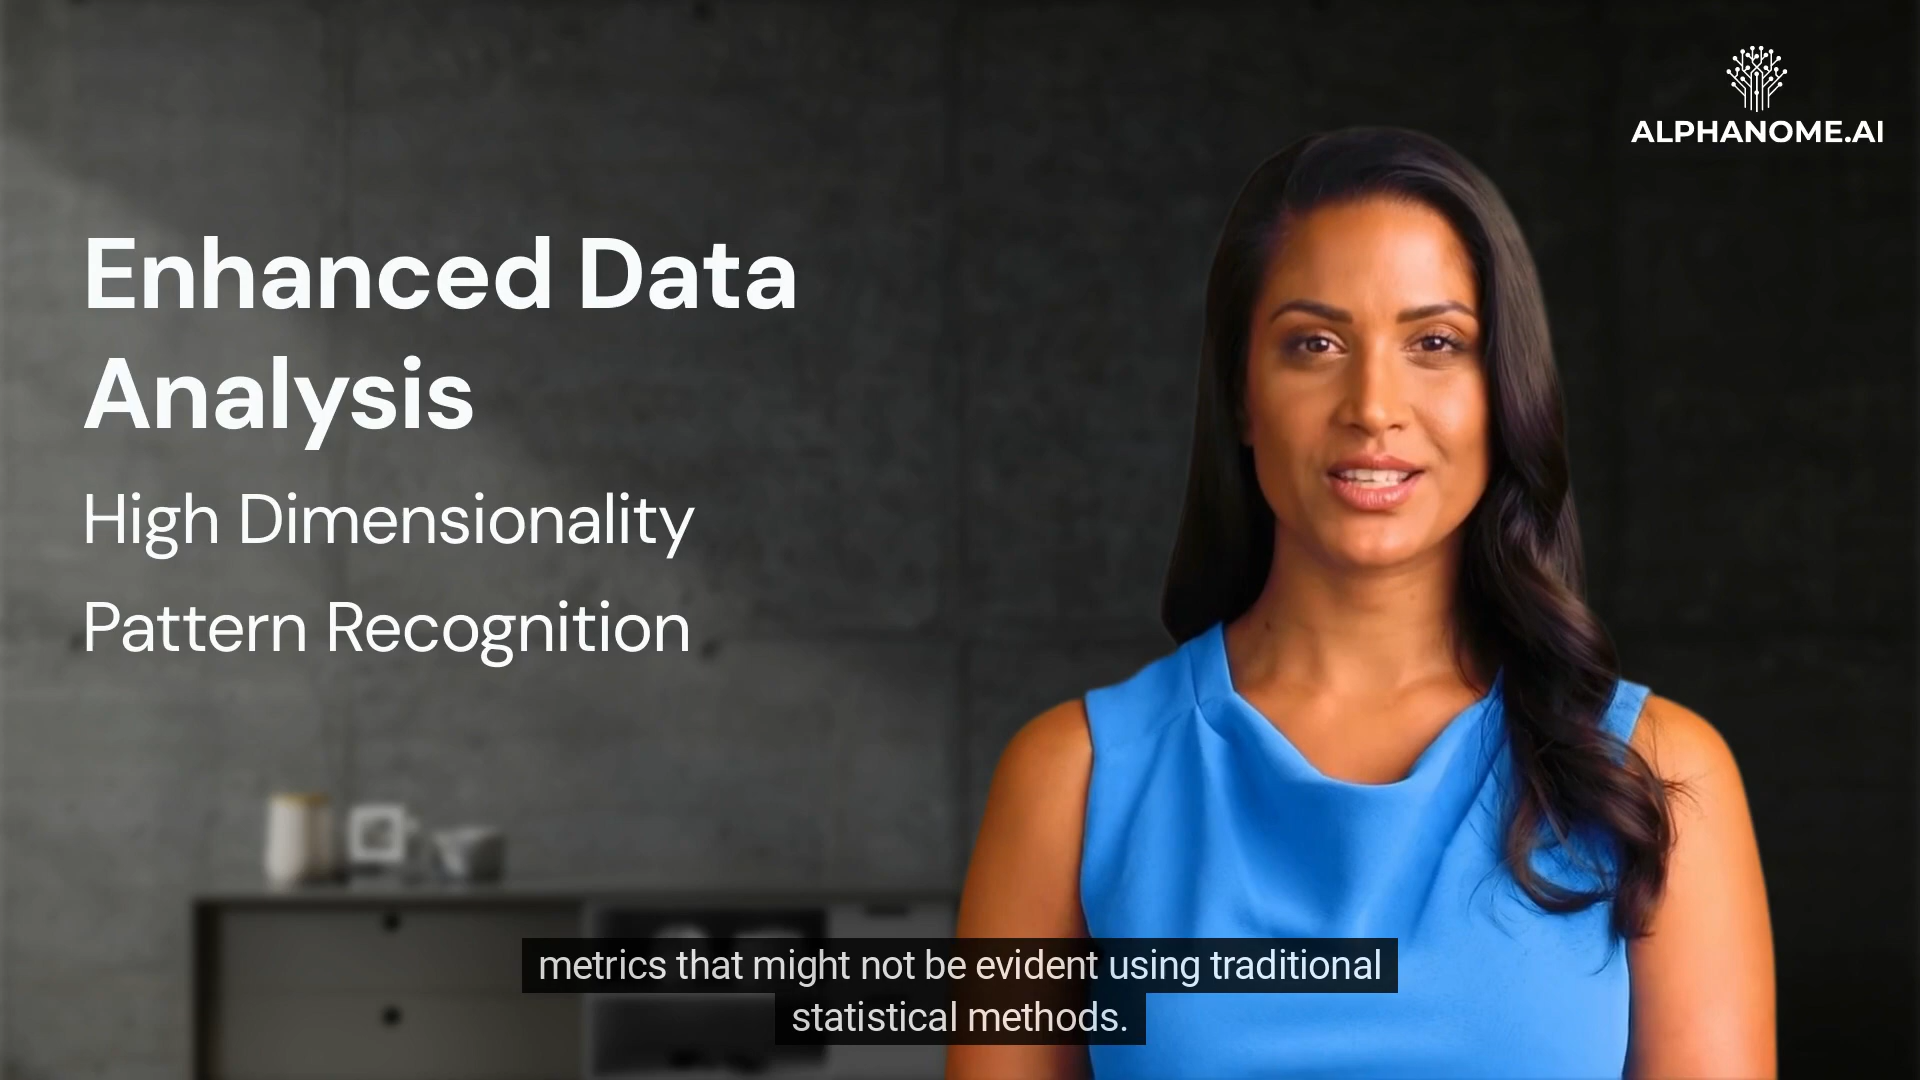 ALPHANOME.AI
Enhanced Data
Analysis
High Dimensionality
Pattern Recognition
metrics that might not be evident using traditional
statistical methods.